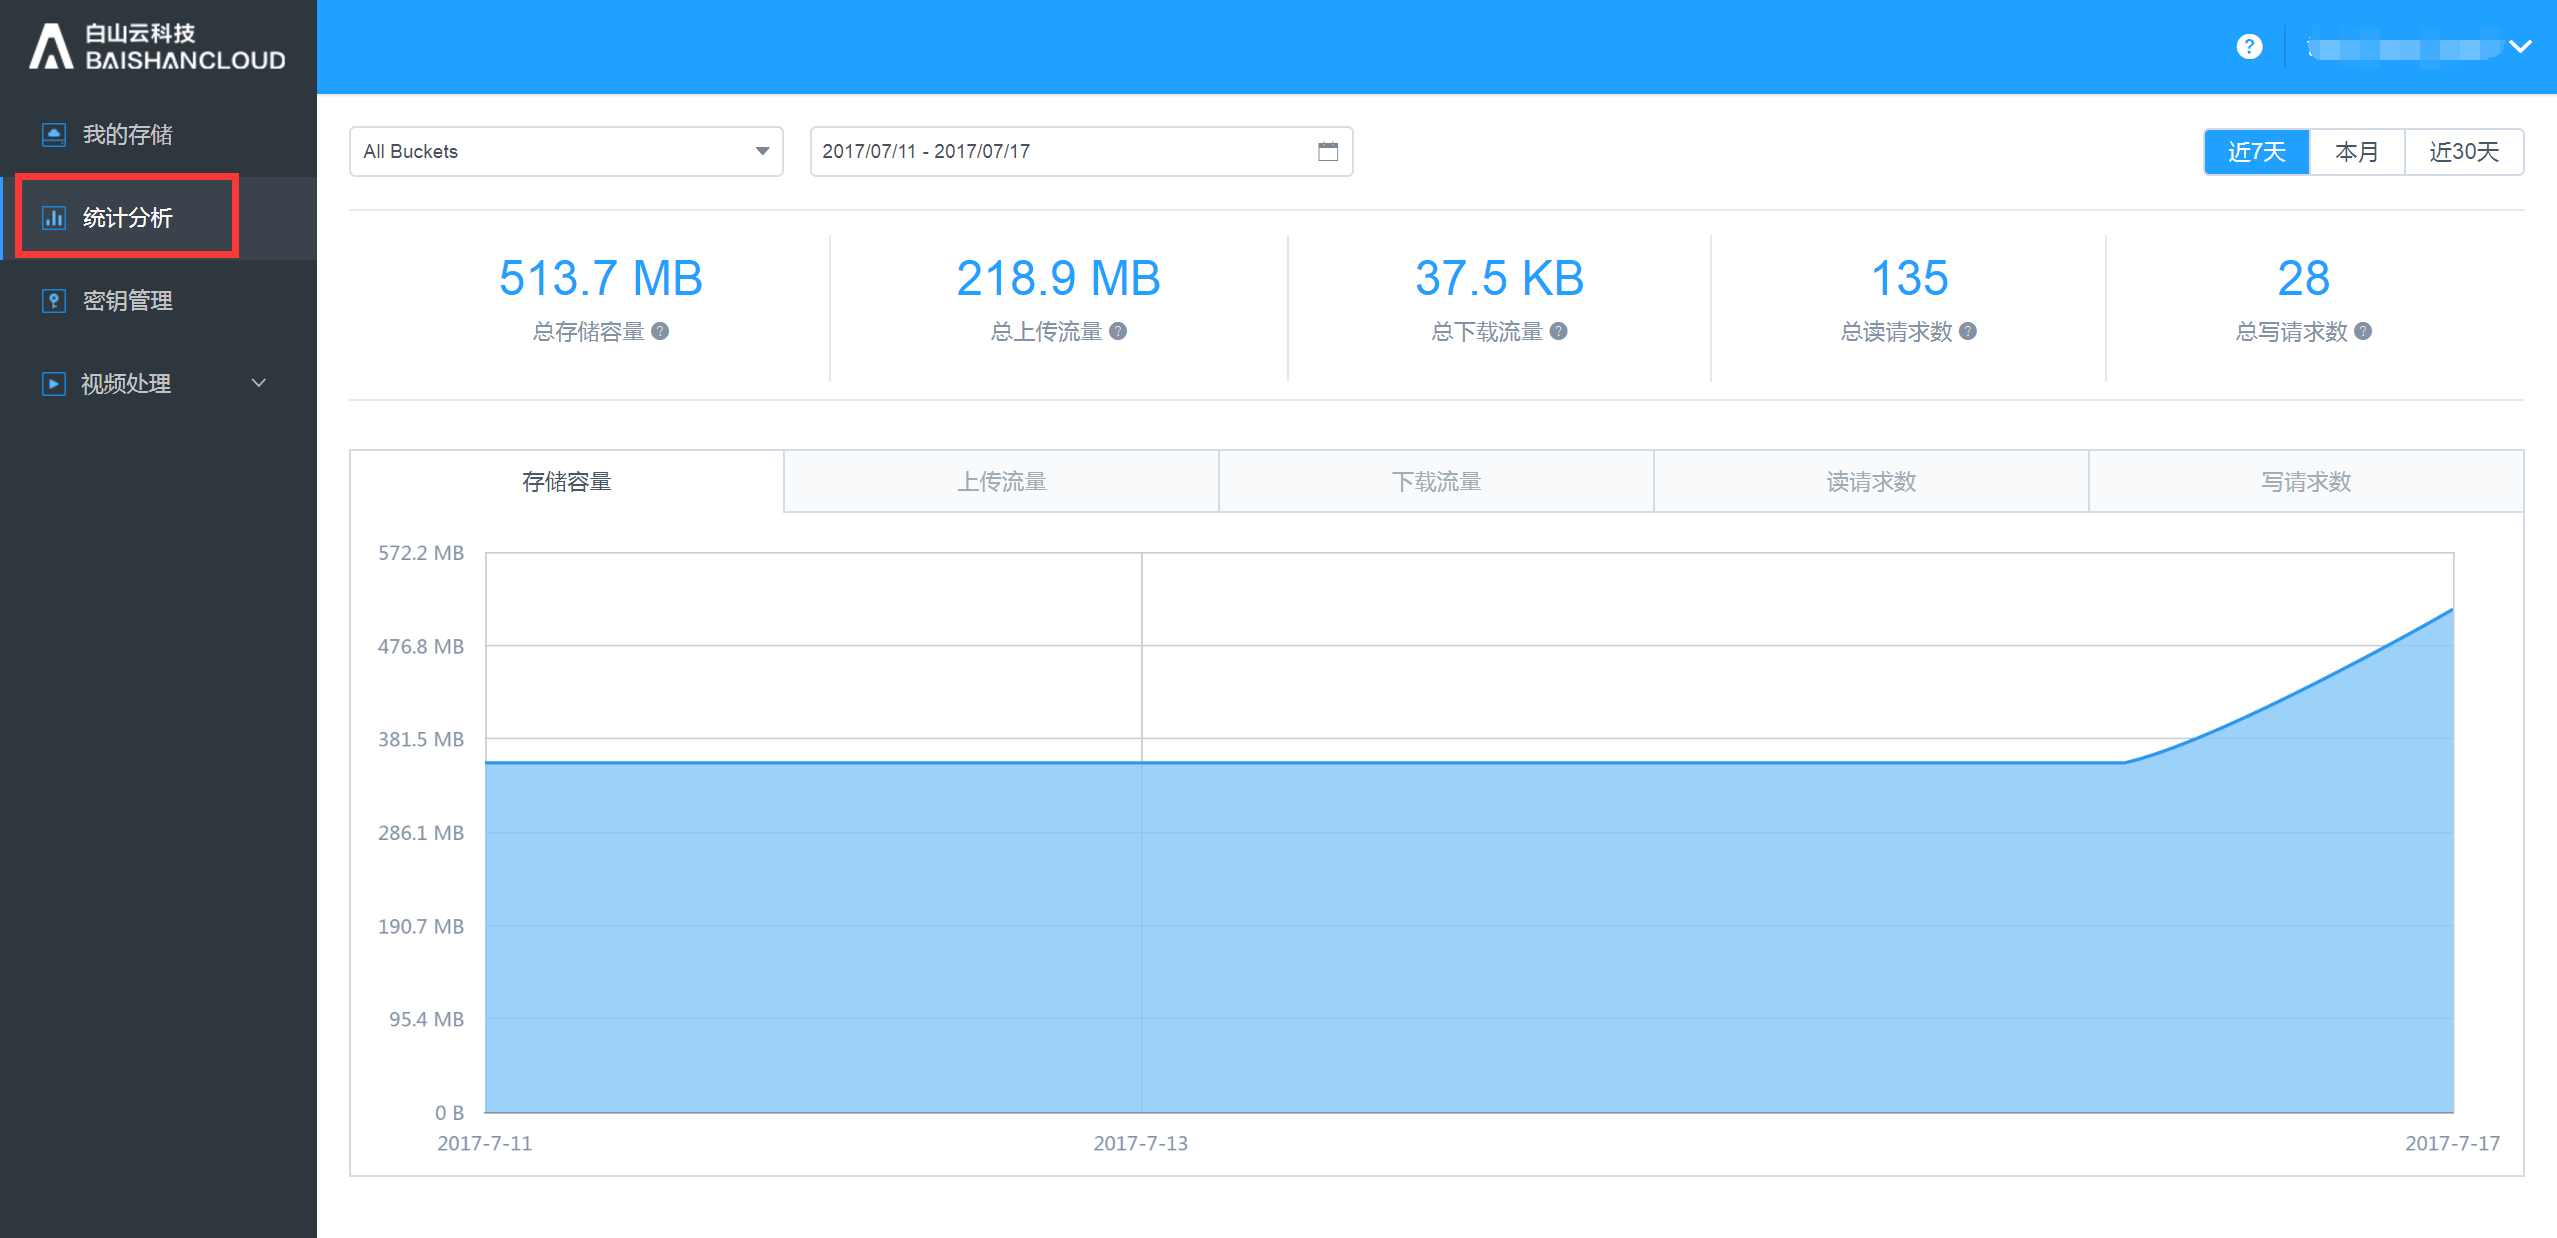 白山云科技
BAISHANCLOUD
我的存储
统计分析
密钥管理
视频处理
?
All Buckets
2017/07/11 - 2017/07/17
近7天
本月
近30天
513.7 MB
总存储容量 ?
218.9 MB
总上传流量 ?
37.5 KB
总下载流量 ?
135
总读请求数 ?
28
总写请求数 ?
存储容量
上传流量
下载流量
读请求数
写请求数
572.2 MB
476.8 MB
381.5 MB
286.1 MB
190.7 MB
95.4 MB
0 B
2017-7-11
2017-7-13
2017-7-17